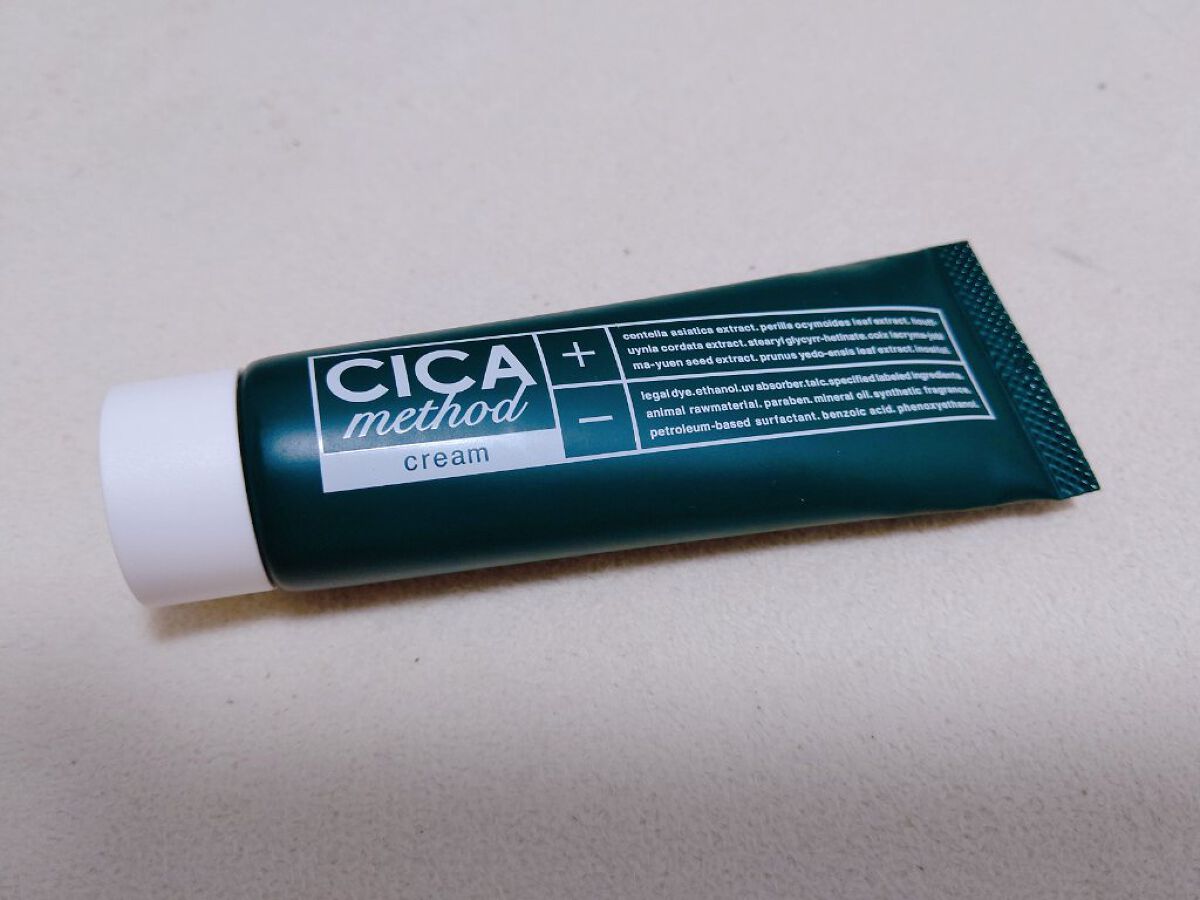 CICA
method
cream
+
centella asiatica extract. perilla ocymoides leaf extract. houtt-
uynia cordata extract. stearyl glycyrr-hetinate. coix lacryma-jobi
ma-yuen seed extract. prunus yedo-ensis leaf extract. inositol.
−
legal dye. ethanol. uv absorber. talc. specified labeled ingredients.
animal rawmaterial. paraben. mineral oil. synthetic fragrance.
petroleum-based surfactant. benzoic acid. phenoxyethanol.